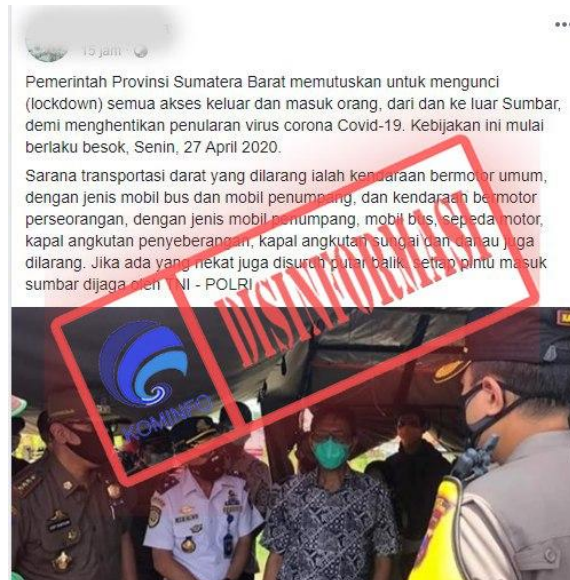 15 jam
Pemerintah Provinsi Sumatera Barat memutuskan untuk mengunci
(lockdown) semua akses keluar dan masuk orang, dari dan ke luar Sumbar,
demi menghentikan penularan virus corona Covid-19. Kebijakan ini mulai
berlaku besok, Senin, 27 April 2020.
Sarana transportasi darat yang dilarang ialah kendaraan bermotor umum,
dengan jenis mobil bus dan mobil penumpang, dan kendaraan bermotor
perseorangan, dengan jenis mobil penumpang, mobil bus, sepeda motor,
kapal angkutan penyeberangan, kapal angkutan sungai dan danau juga
dilarang. Jika ada yang nekat juga disuruh putar balik, setiap pintu masuk
sumbar dijaga oleh TNI - POLRI
DISINFORMASI
KOMINFO